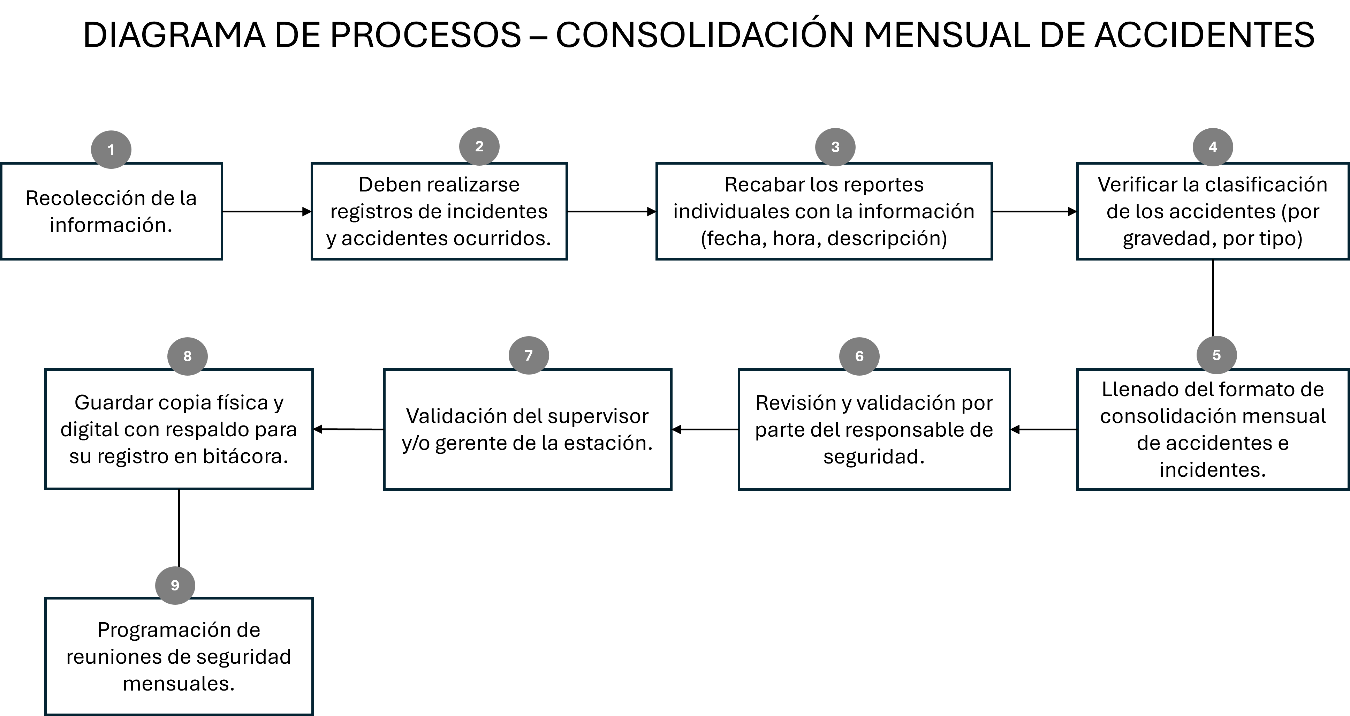 DIAGRAMA DE PROCESOS – CONSOLIDACIÓN MENSUAL DE ACCIDENTES
1
Recolección de la
información.
2
Deben realizarse
registros de incidentes
y accidentes ocurridos.
3
Recabar los reportes
individuales con la información
(fecha, hora, descripción)
4
Verificar la clasificación
de los accidentes (por
gravedad, por tipo)
5
Llenado del formato de
consolidación mensual
de accidentes e
incidentes.
6
Revisión y validación por
parte del responsable de
seguridad.
7
Validación del supervisor
y/o gerente de la estación.
8
Guardar copia física y
digital con respaldo para
su registro en bitácora.
9
Programación de
reuniones de seguridad
mensuales.